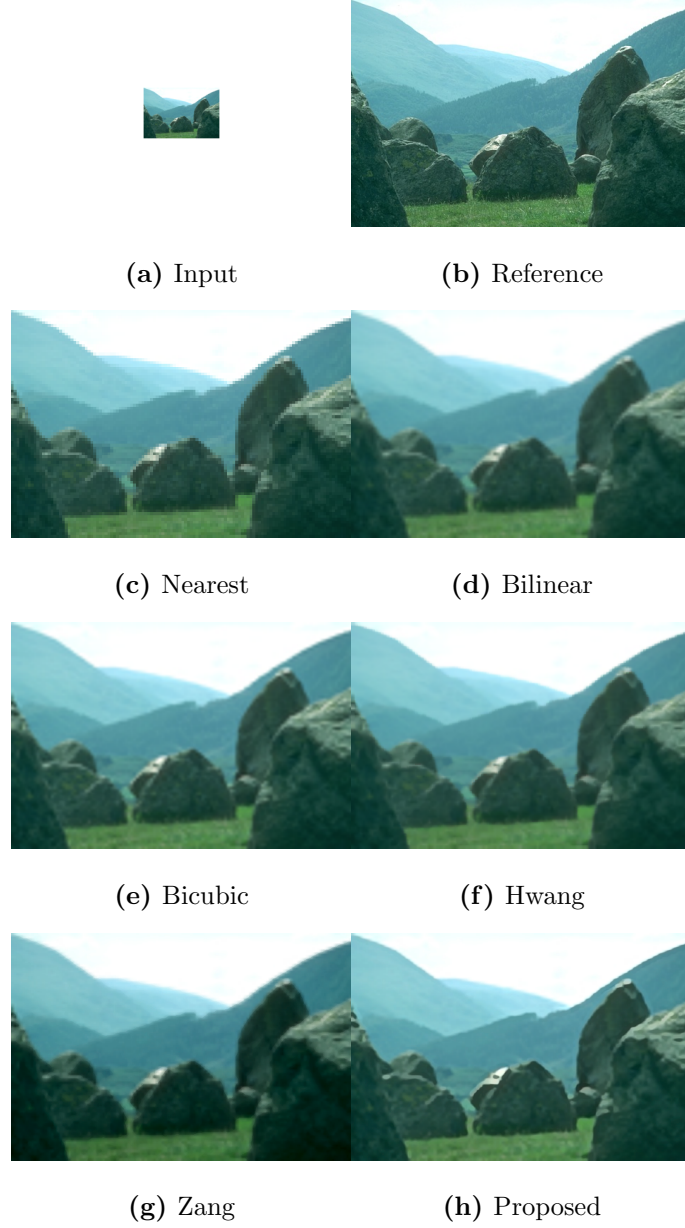 (a) Input
(b) Reference
(c) Nearest
(d) Bilinear
(e) Bicubic
(f) Hwang
(g) Zang
(h) Proposed